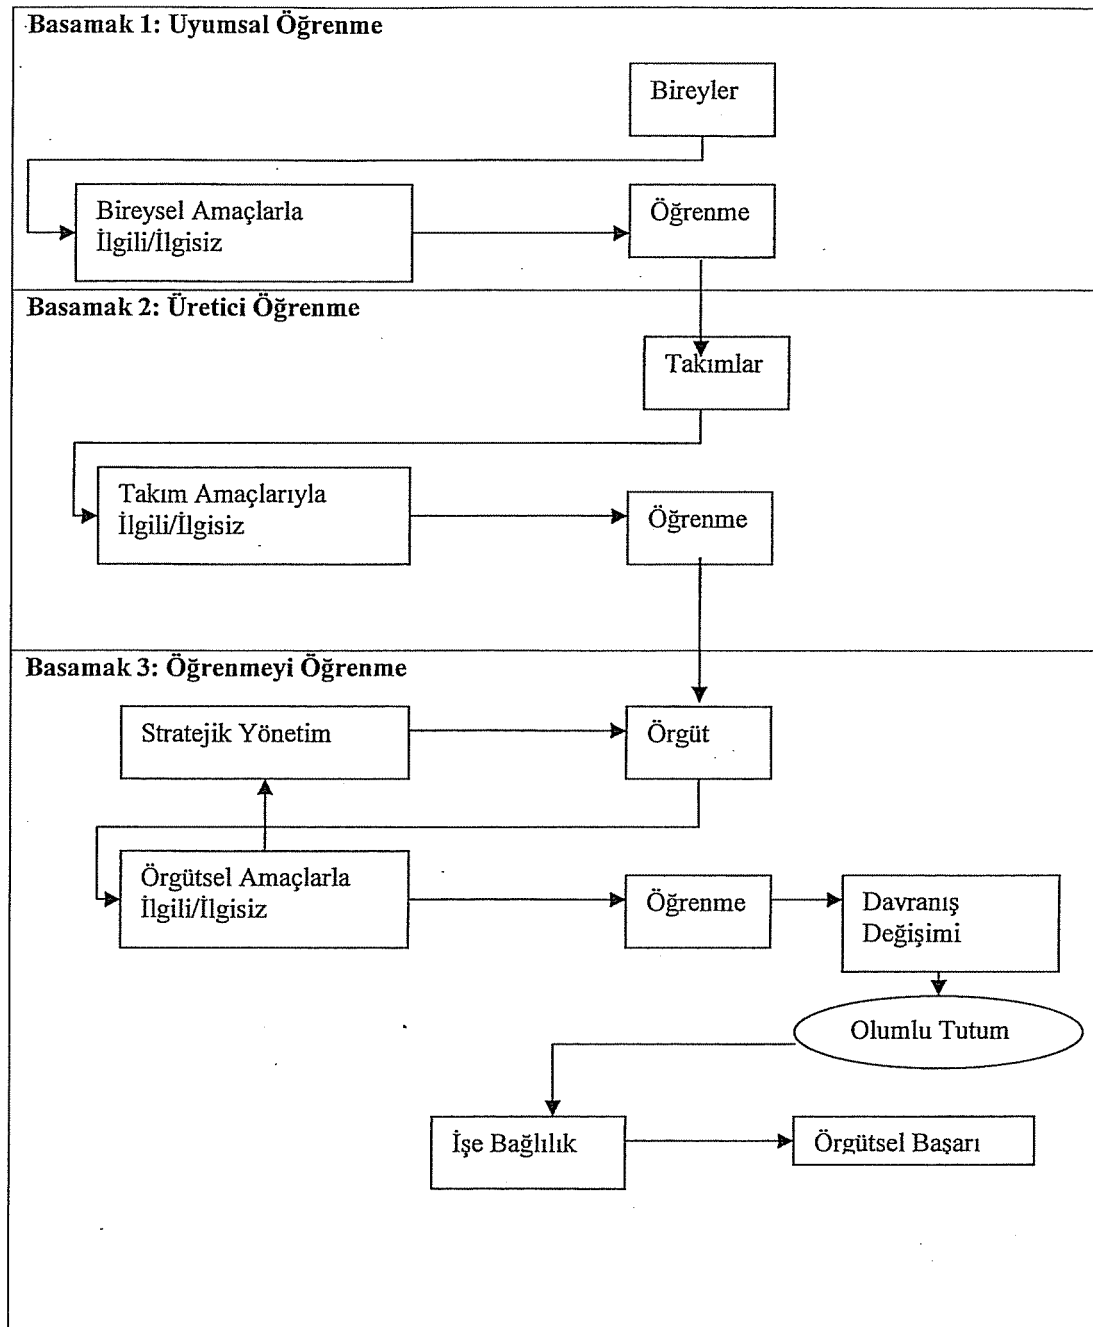 Basamak 1: Uyumsal Öğrenme
Bireyler
Bireysel Amaçlarla
İlgili/İlgisiz
Öğrenme
Basamak 2: Üretici Öğrenme
Takımlar
Takım Amaçlarıyla
İlgili/İlgisiz
Öğrenme
Basamak 3: Öğrenmeyi Öğrenme
Stratejik Yönetim
Örgüt
Örgütsel Amaçlarla
İlgili/İlgisiz
Öğrenme
Davranış
Değişimi
Olumlu Tutum
İşe Bağlılık
Örgütsel Başarı